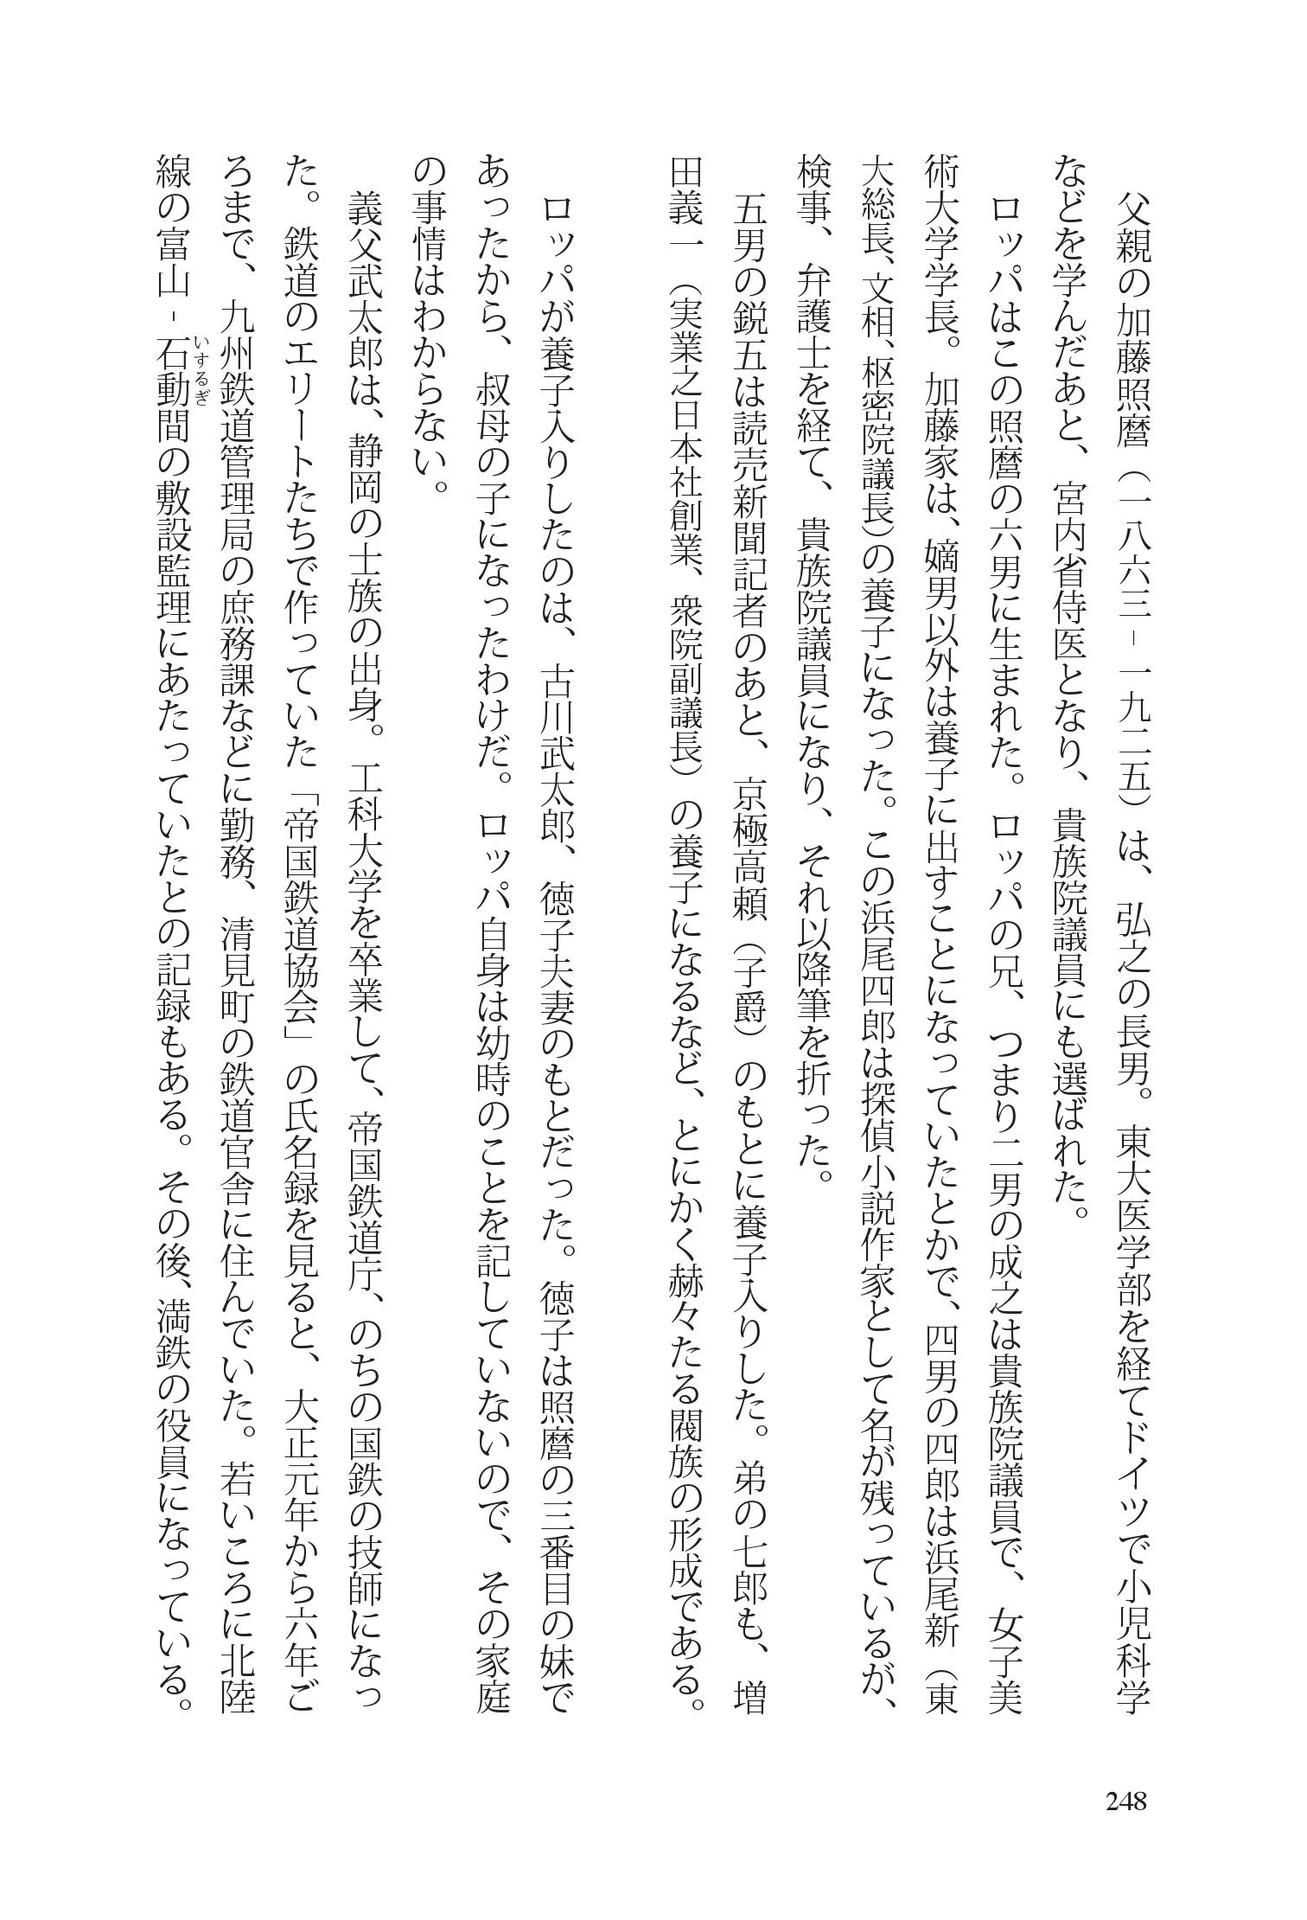 父親の加藤照麿（一八六三－一九二五）は、弘之の長男。東大医学部を経てドイツで小児科学
などを学んだあと、宮内省侍医となり、貴族院議員にも選ばれた。
　ロッパはこの照麿の六男に生まれた。ロッパの兄、つまり二男の成之は貴族院議員で、女子美
術大学学長。加藤家は、嫡男以外は養子に出すことになっていたとかで、四男の四郎は浜尾新（東
大総長、文相、枢密院議長）の養子になった。この浜尾四郎は探偵小説作家として名が残っているが、
検事、弁護士を経て、貴族院議員になり、それ以降筆を折った。
　五男の鋭五は読売新聞記者のあと、京極高頼（子爵）のもとに養子入りした。弟の七郎も、増
田義一（実業之日本社創業、衆院副議長）の養子になるなど、とにかく赫々たる閥族の形成である。
　ロッパが養子入りしたのは、古川武太郎、徳子夫妻のもとだった。徳子は照麿の三番目の妹で
あったから、叔母の子になったわけだ。ロッパ自身は幼時のことを記していないので、その家庭
の事情はわからない。
　義父武太郎は、静岡の士族の出身。工科大学を卒業して、帝国鉄道庁、のちの国鉄の技師になっ
た。鉄道のエリートたちで作っていた「帝国鉄道協会」の氏名録を見ると、大正元年から六年ご
ろまで、九州鉄道管理局の庶務課などに勤務、清見町の鉄道官舎に住んでいた。若いころに北陸
いするぎ
線の富山－石動間の敷設監理にあたっていたとの記録もある。その後、満鉄の役員になっている。
248